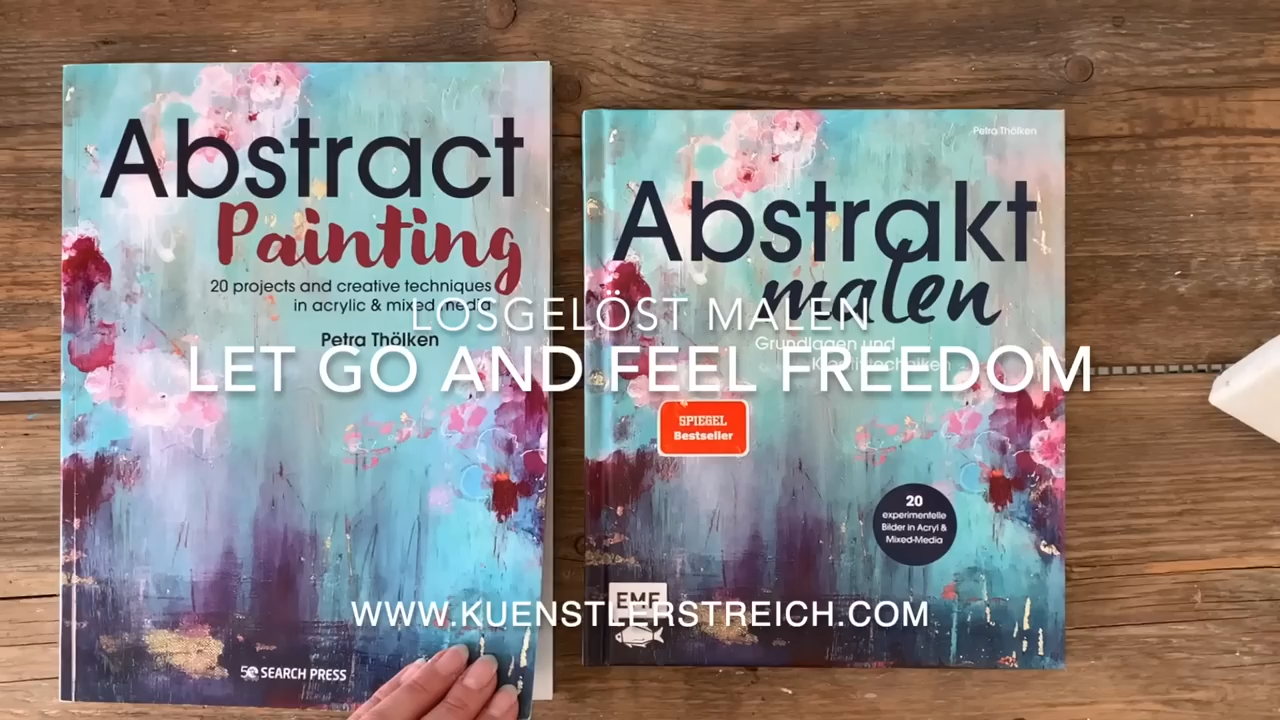 Abstract
Painting
20 projects and creative techniques
in acrylic & mixed media
Petra Thölken
SEARCH PRESS
Petra Thölken
Abstrakt
malen
Grundlagen und
SPIEGEL
Bestseller
20
experimentelle
Bilder in Acryl &
Mixed-Media
EMF
LOSGELÖST MALEN
LET GO AND FEEL FREEDOM
WWW.KUENSTLERSTREICH.COM